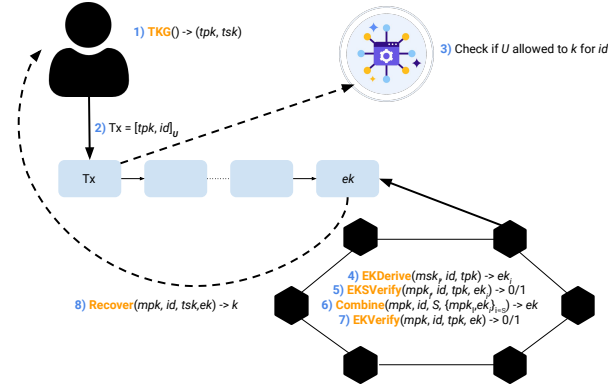 1) TKG() -> (tpk, tsk)
3) Check if U allowed to k for id
2) Tx = [tpk, id]U
Tx
ek
4) EKDerive(mskᵢ, id, tpk) -> ekᵢ
5) EKSVerify(mpkᵢ, id, tpk, ekᵢ) -> 0/1
6) Combine(mpk, id, S, {mpkᵢ,ekᵢ}i=S) -> ek
7) EKVerify(mpk, id, tpk, ek) -> 0/1
8) Recover(mpk, id, tsk,ek) -> k